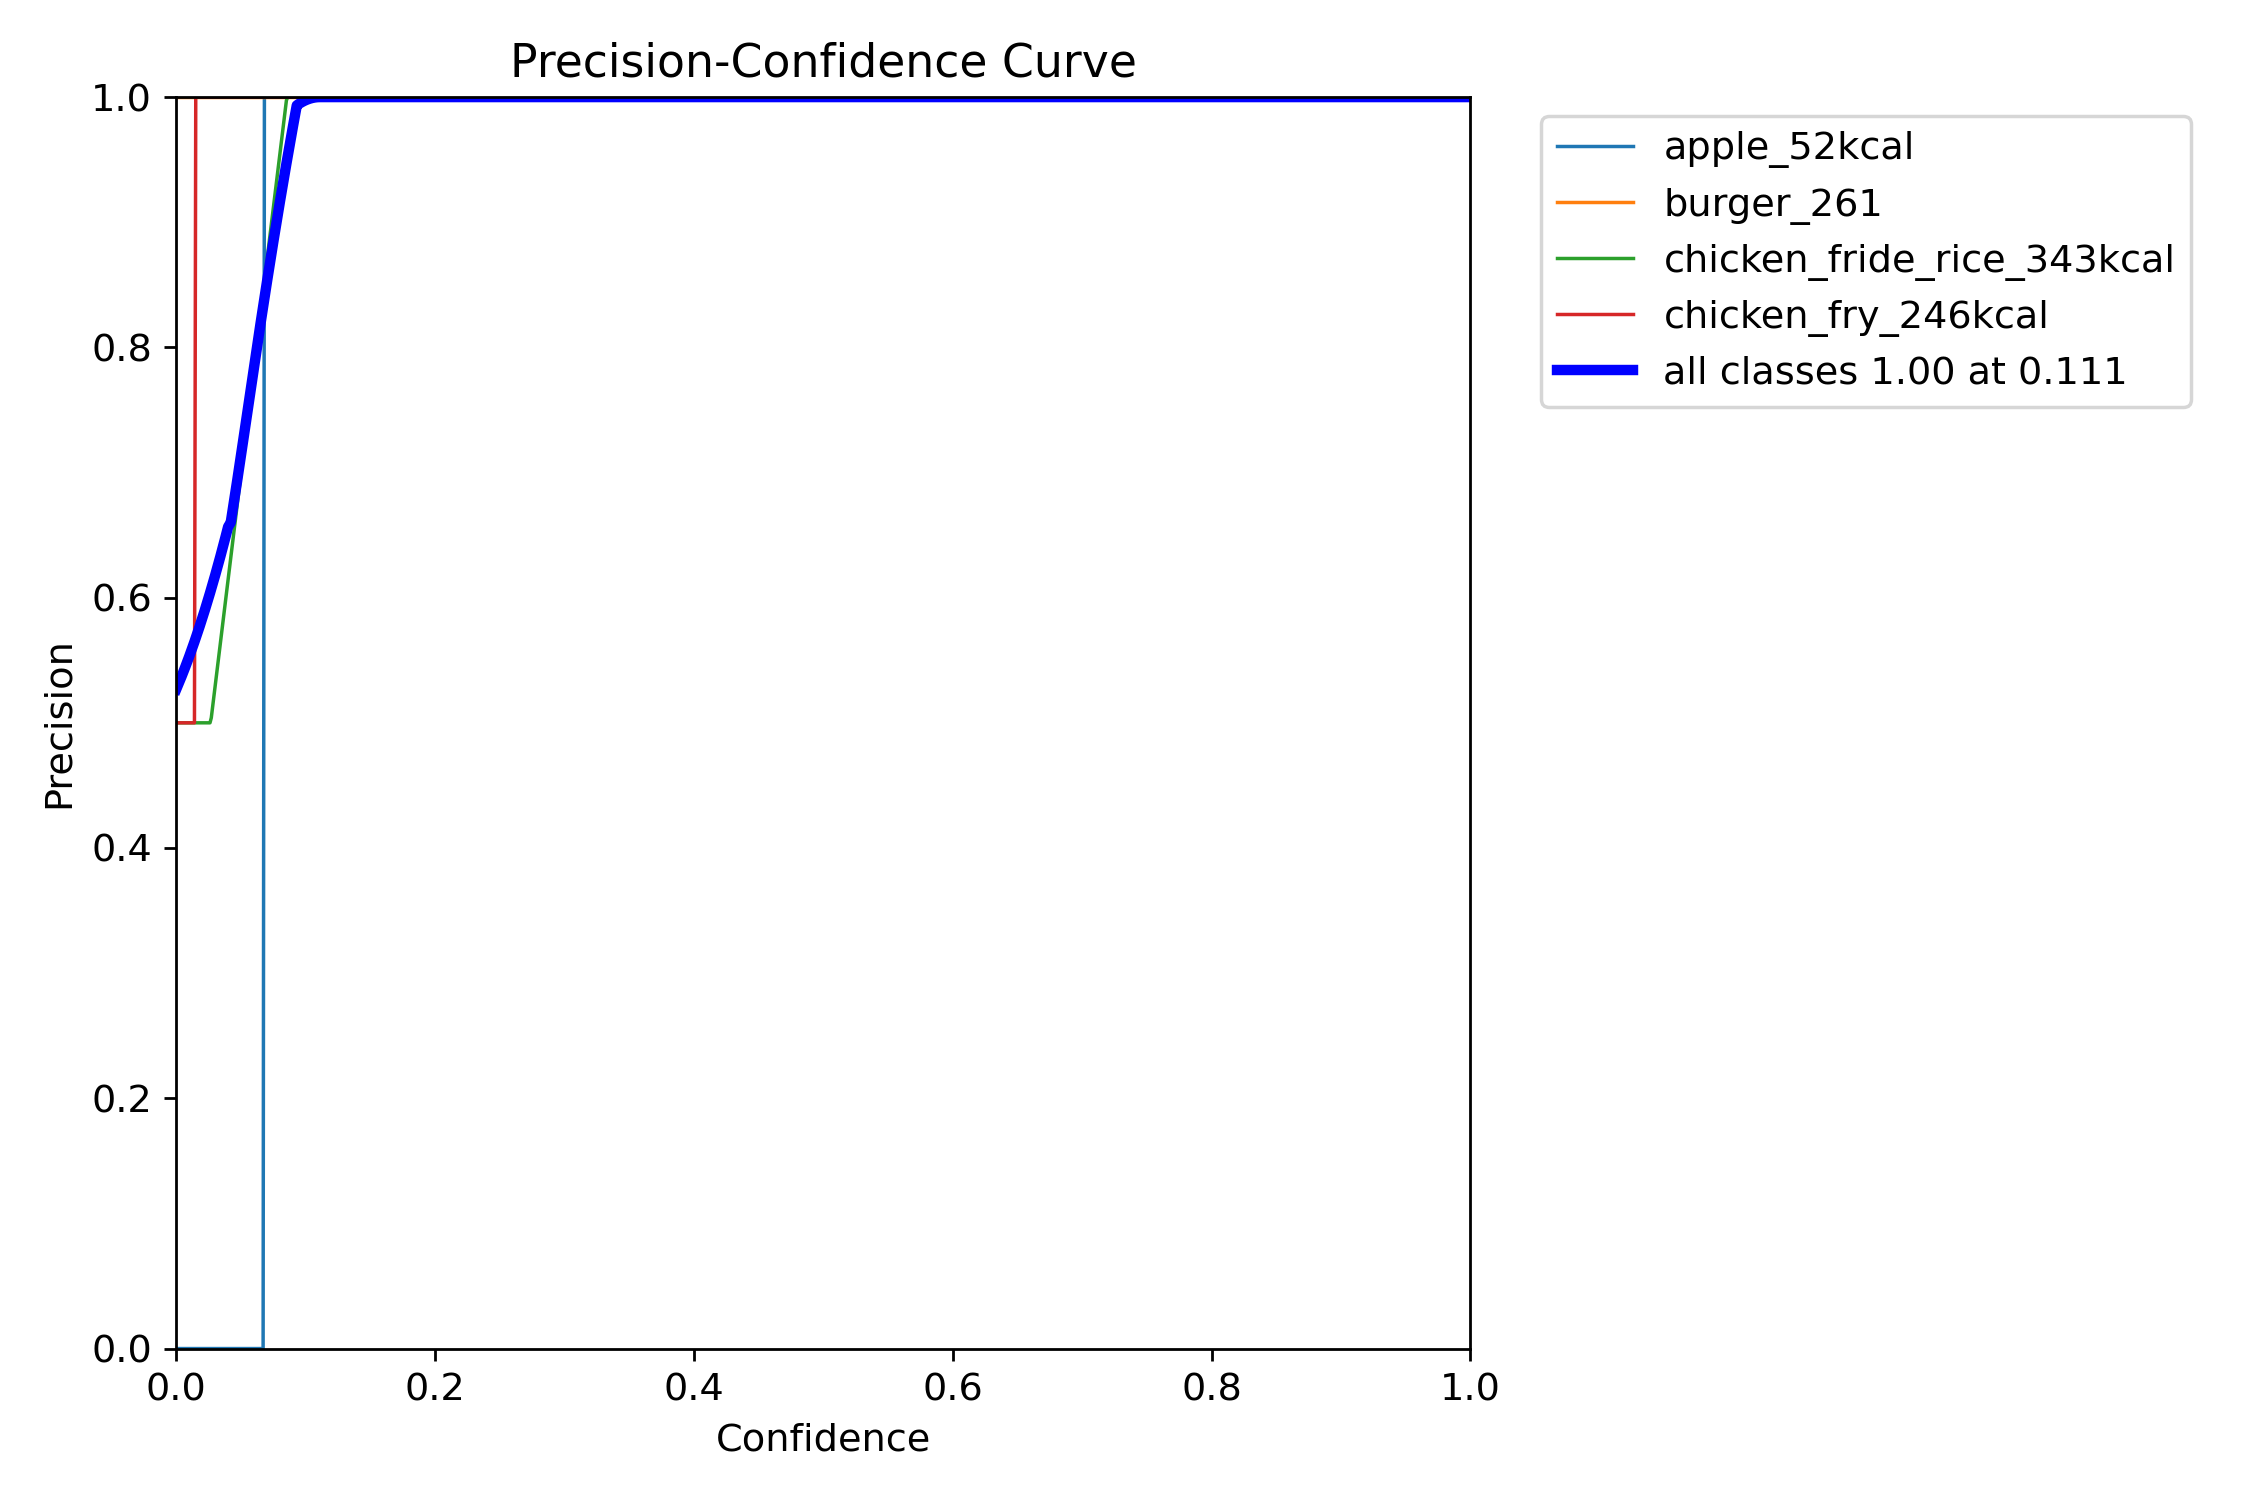 Precision-Confidence Curve
1.0
0.8
0.6
0.4
0.2
0.0
Precision
0.0 0.2 0.4 0.6 0.8 1.0
Confidence
apple_52kcal
burger_261
chicken_fride_rice_343kcal
chicken_fry_246kcal
all classes 1.00 at 0.111